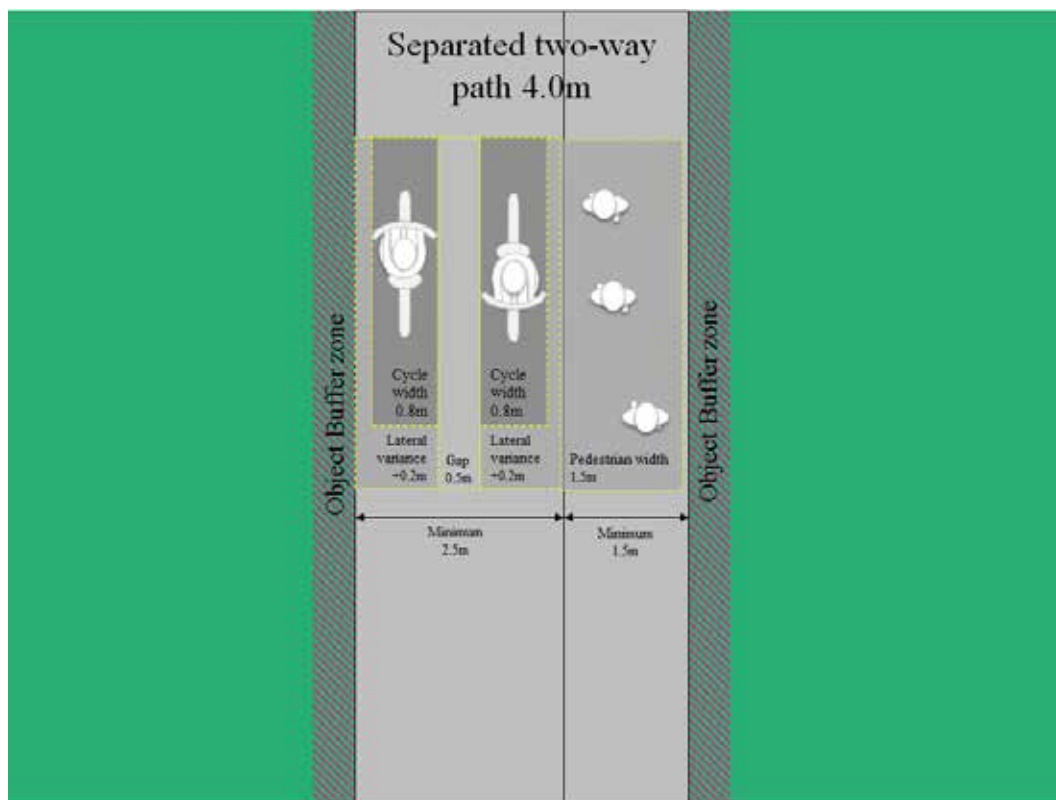 Separated two-way
path 4.0m
Object Buffer zone
Cycle
width
0.8m
Lateral
variance
+0.2m
Gap
0.5m
Cycle
width
0.8m
Lateral
variance
+0.2m
Pedestrian width
1.5m
Object Buffer zone
Minimum
2.5m
Minimum
1.5m